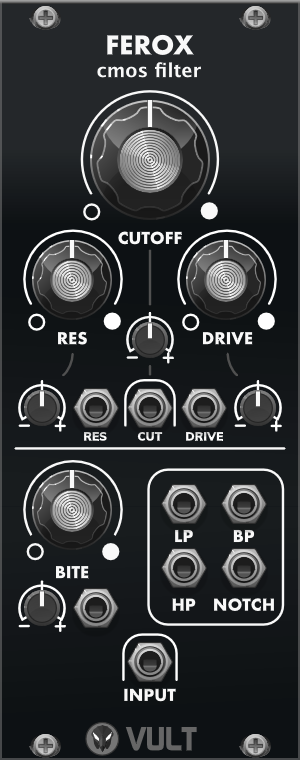 FEROX
cmos filter
CUTOFF
RES DRIVE
- +
- + RES CUT DRIVE - +
BITE
LP BP
- +
HP NOTCH
INPUT
VULT